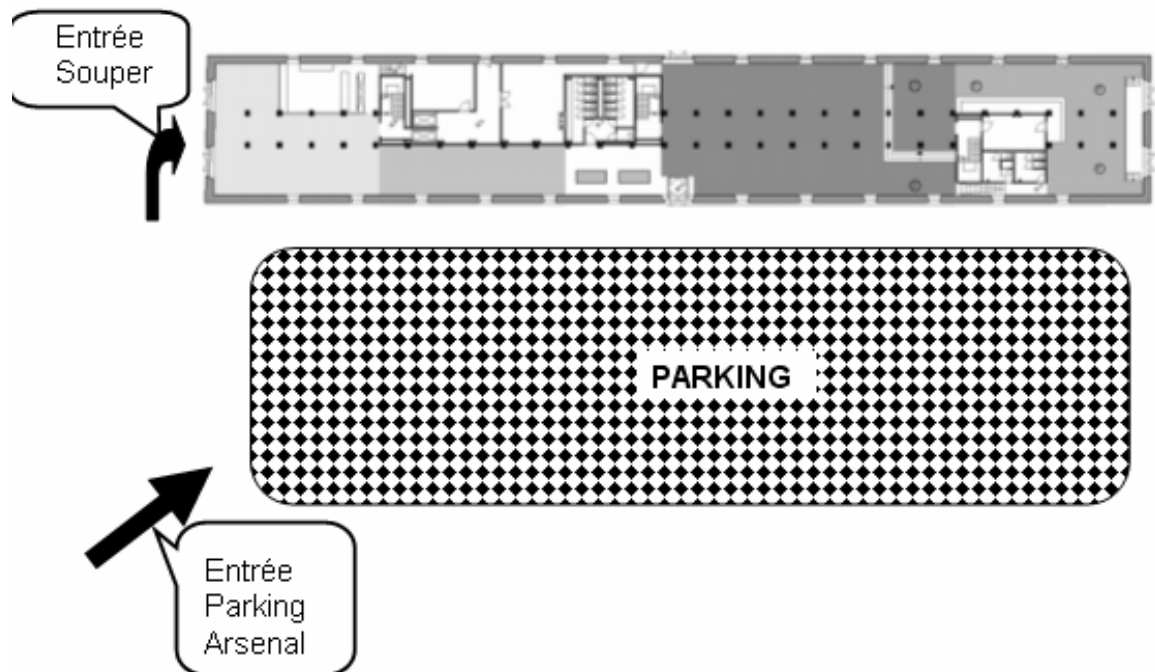 Entrée
Souper
PARKING
Entrée
Parking
Arsenal